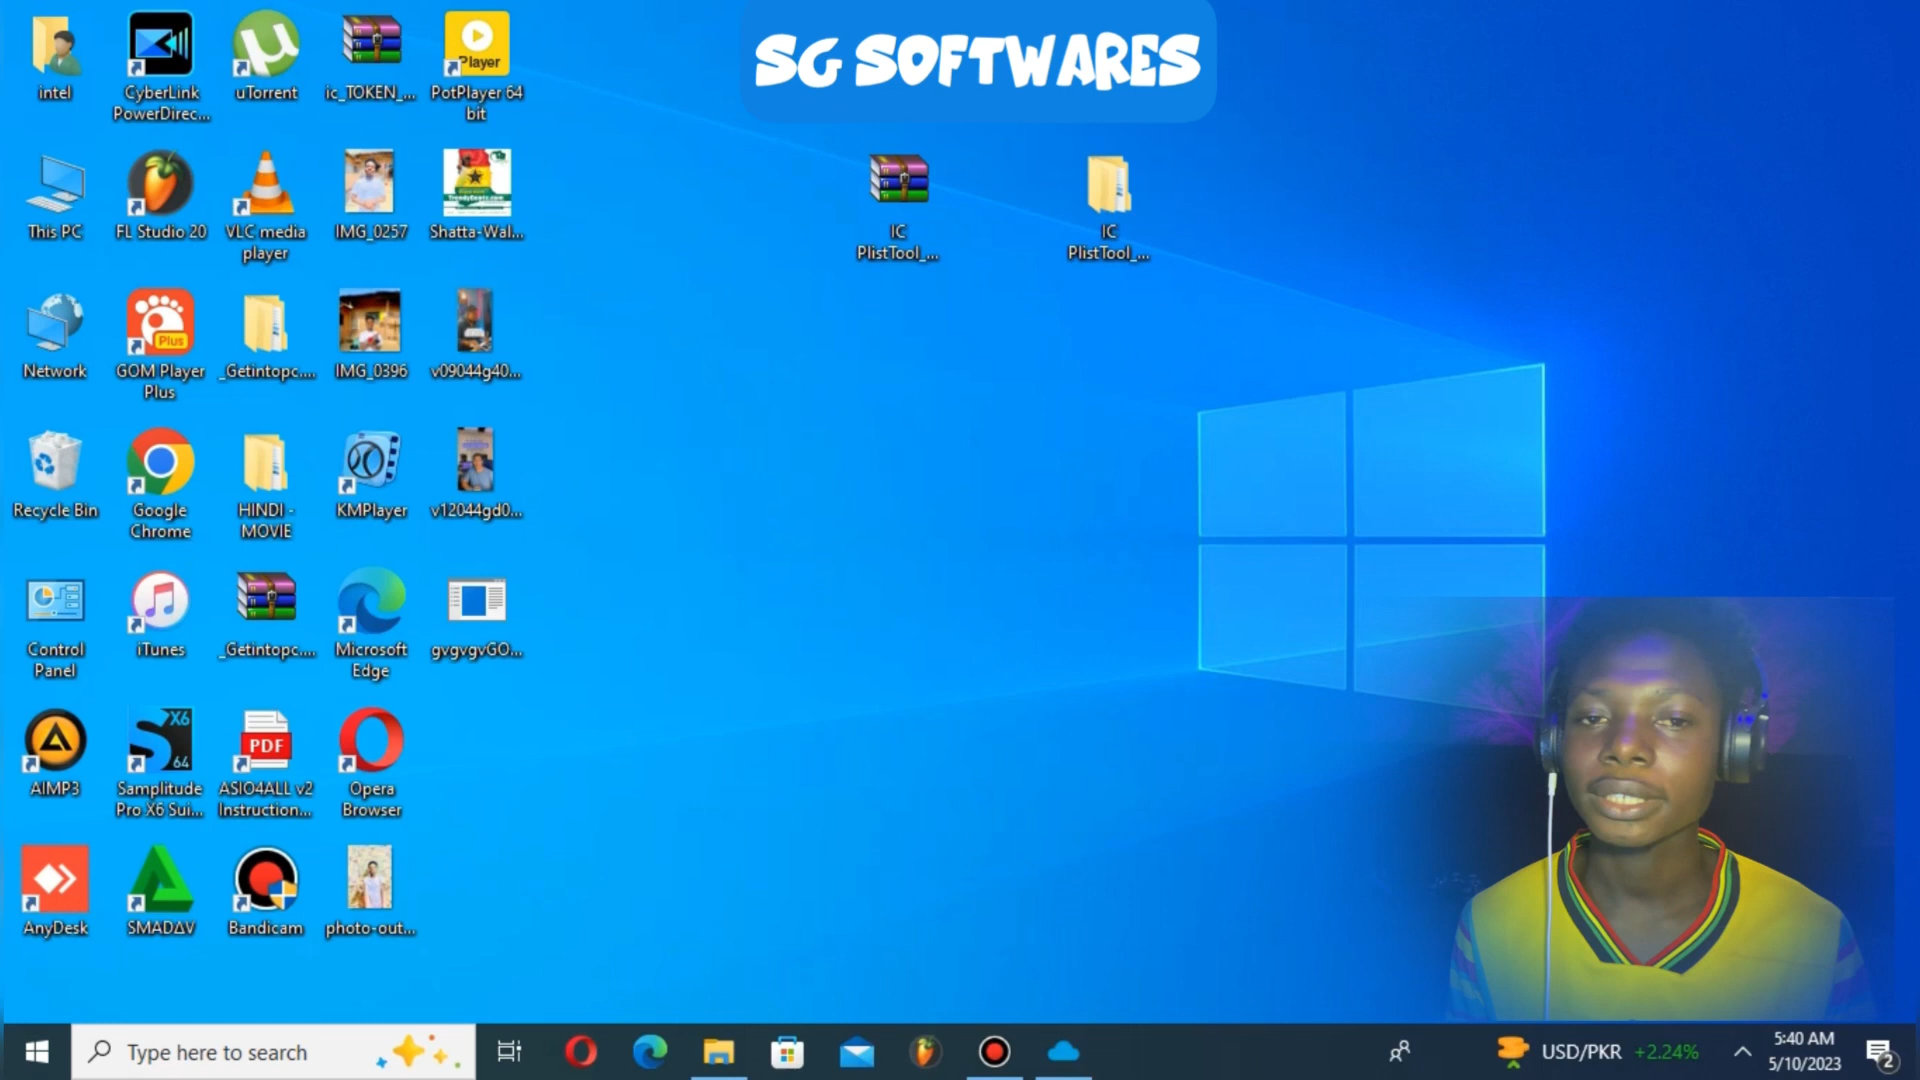 SG SOFTWARES
intel
CyberLink
PowerDirec...
uTorrent
ic_TOKEN_...
Player
PotPlayer 64
bit
This PC
FL Studio 20
VLC media
player
IMG_0257
TrendyBeatz.com
Shatta-Wal...
IC
PlistTool_...
IC
PlistTool_...
Network
Plus
GOM Player
Plus
_Getintopc....
IMG_0396
v09044g40...
Recycle Bin
Google
Chrome
HINDI -
MOVIE
KMPlayer
v12044gd0...
Control
Panel
iTunes
_Getintopc....
Microsoft
Edge
gvgvgvGO...
AIMP3
X6
64
Samplitude
Pro X6 Sui...
PDF
ASIO4ALL v2
Instruction...
Opera
Browser
AnyDesk
SMADΔV
Bandicam
photo-out...
Type here to search
USD/PKR +2.24%
5:40 AM
5/10/2023
2